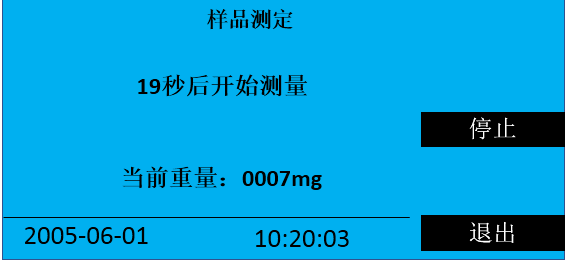 样品测定
19秒后开始测量
停止
当前重量：0007mg
2005-06-01 10:20:03
退出